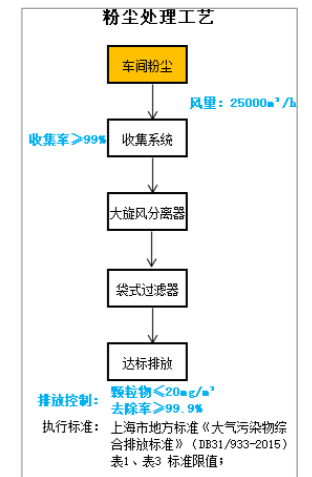 粉尘处理工艺
车间粉尘
风量：25000m³/h
收集率≥99%
收集系统
大旋风分离器
袋式过滤器
达标排放
排放控制：
颗粒物≤20mg/m³
去除率≥99.9%
执行标准：
上海市地方标准《大气污染物综
合排放标准》（DB31/933-2015）
表1、表3 标准限值；